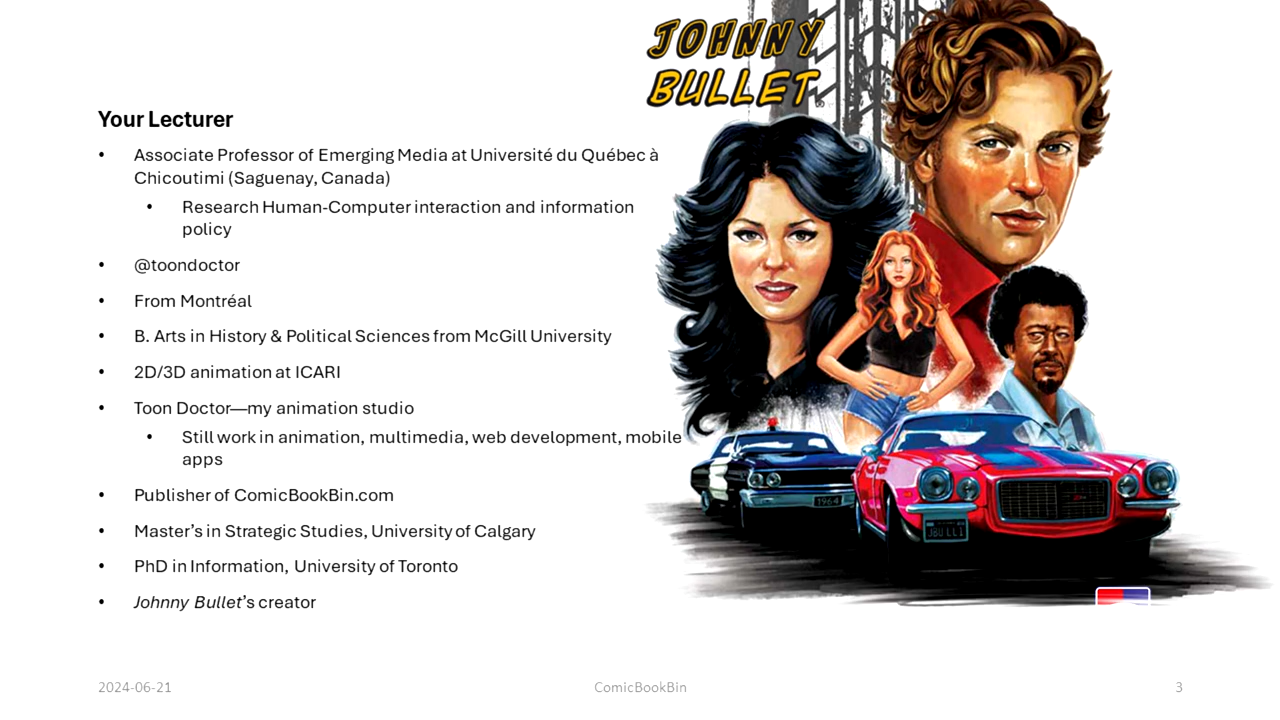 JOHNNY
BULLET
Your Lecturer
• Associate Professor of Emerging Media at Université du Québec à
Chicoutimi (Saguenay, Canada)
• Research Human-Computer interaction and information
policy
• @toondoctor
• From Montréal
• B. Arts in History & Political Sciences from McGill University
• 2D/3D animation at ICARI
• Toon Doctor—my animation studio
• Still work in animation, multimedia, web development, mobile
apps
• Publisher of ComicBookBin.com
• Master’s in Strategic Studies, University of Calgary
• PhD in Information, University of Toronto
• Johnny Bullet’s creator
1964
2024-06-21
ComicBookBin
3